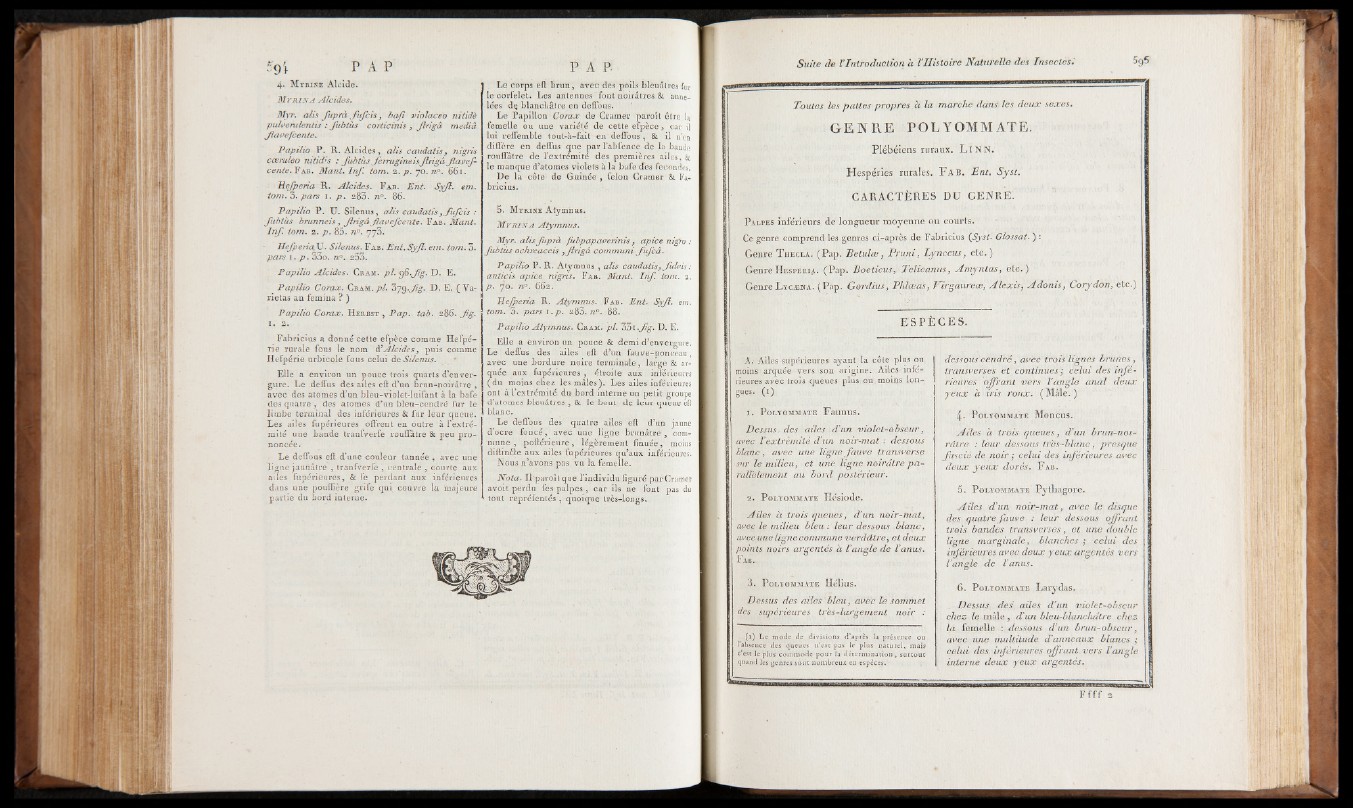 594 P A P
4. MYRINE Alcide.
MYRINA Alcides.
Myr. alis suprà fuscis, basi violaceo nitidè
pulverulentis : subtùs corticinis, strigâ mediâ
flavescente.
Papilio P. R. Alcides, alis caudatis, nigris
cæruleo nitidis : subtùs ferrugineis strigâ flaves-
cente. FAB. Mant. Inf. tom. 2. p. 70. n°. 661.
Hesperia R. Alcides. FAB. Ent. Syst. em.
tom. 3. pars 1. p. 283. n°. 86.
Papilio P. U. Silenus, alis caudatis, fuscis :
subtùs brunneis, strigâ flavescente. FAB. Mant.
Inf. tom. 2. p. 85. n°. 773.
Hesperia U. Silenus. FAB. Ent. Syst. em. tom. 3.
pars 1. p. 330. n°. 253.
Papilio Alcides. CRAM. pl. 96. fig. D. E.
Papilio Corax. CRAM. pl. 379. fig. D. E. (Va-
rietas an femina ?)
Papilio Corax. HERBST, Pap. tab. 286. fig.
1. 2.
Fabricius a donné cette espèce comme Hespé-
rie rurale sous le nom d'Alcides, puis comme
Hespérie urbicole sous celui de Silenus.
Elle a environ un pouce trois quarts d'enver-
gure. Le dessus des ailes est d'un brun-noirâtre,
avec des atomes d'un bleu-violet-luisant à la base
des quatre, des atomes d'un bleu-cendré sur le
limbe terminal des inférieures & sur leur queue.
Les ailes supérieures offrent en outre à l'extré-
mité une bande transverse roussâtre & peu pro-
noncée.
Le dessous est d'une couleur tannée, avec une
ligne jaunâtre, transverse, centrale, courte aux
ailes supérieures, & se perdant aux inférieures
dans une poussière grise qui couvre la majeure
partie du bord interne.
P A P.
Le corps est brun, avec des poils bleuâtres sur
le corselet. Les antennes sont noirâtres & anne-
lées de blanchâtre en dessous.
Le Papillon Corax de Cramer paroît être la
femelle ou une variété de cette espèce, car il
lui ressemble tout-à-fait en dessous, & il n'en
diffère en dessus que par l'absence de la bande
roussâtre de l'extrémité des premières ailes, &
le manque d'atomes violets à la base des secondes.
De la côte de Guinée, selon Cramer & Fa-
bricius.
5. MYRINE Atymnus.
MYRINA Atymnus.
Myr. alis suprà subpapaverinis, apice nigro :
subtùs ochraceis, strigâ communi fuscâ.
Papilio P. R. Atymnus, alis caudatis, fulvis :
anticis apice nigris. FAB. Mant. Inf. tom. 2.
p. 70. n°. 662.
Hesperia R. Atymnus. FAB. Ent. Syst. em.
tom. 3. pars 1. p. 283. n°. 88.
Papilio Atymnus. CRAM. pl. 331. fig. D. E.
Elle a environ un pouce & demi d'envergure.
Le dessus des ailes est d'un fauve-ponceau,
avec une bordure noire terminale, large & ar-
quée aux supérieures, étroite aux inférieures
(du moins chez les mâles). Les ailes inférieures
ont à l'extrémité du bord interne un petit groupe
d'atomes bleuâtres, & le bout de leur queue est
blanc.
Le dessous des quatre ailes est d'un jaune
d'ocre foncé, avec une ligne brunâtre, com-
mune, postérieure, légèrement sinuée, moins
distincte aux ailes supérieures qu'aux inférieures.
Nous n'avons pas vu la femelle.
Nota. Il paroît que l'individu figuré par Cramer
avoit perdu ses palpes, car ils ne sont pas du
tout représentés, quoique très-longs.
Suite de l'Introduction à l'Histoire Naturelle des Insectes. 595
Toutes les pattes propres à la marche dans les deux sexes.
GENRE POLYOMMATE.
Plébéiens ruraux. LINN.
Hespéries rurales. FAB. Ent. Syst.
CARACTÈRES DU GENRE.
PALPES inférieurs de longueur moyenne ou courts.
Ce genre comprend les genres ci-après de Fabricius (Syst. Glossat.) :
Genre THECLA. (Pap. Betulæ, Pruni, Lynceus, etc.)
Genre HESPERIA. (Pap. Boeticus, Telicanus, Amyntas, etc.)
Genre LYCÆNA. (Pap. Gordius, Phlæas, Virgaureæ, Alexis, Adonis, Corydon, etc.)
ESPÈCES.
A. Ailes supérieures ayant la côte plus ou
moins arquée vers son origine. Ailes infé-
rieures avec trois queues plus ou moins lon-
gues. (1)
1. POLYOMMATE Faunus.
Dessus des ailes d'un violet-obscur,
avec l'extrémité d'un noir-mat : dessous
blanc, avec une ligne fauve transverse
sur le milieu, et une ligne noirâtre pa-
rallèlement au bord postérieur.
2. POLYOMMATE Hésiode.
Ailes à trois queues, d'un noir-mat,
avec le milieu bleu : leur dessous blanc,
avec une ligne commune verdâtre, et deux
points noirs argentés à l'angle de l'anus.
FAB.
3. POLYOMMATE Hélius.
Dessus des ailes bleu, avec le sommet
des supérieures très-largement noir :
(1) Le mode de divisions d'après la présence ou
l'absence des queues n'est pas le plus naturel, mais
c'est le plus commode pour la détermination, surtout
quand les genres sont nombreux en espèces.
dessous cendré, avec trois lignes brunes,
transverses et continues; celui des infé-
rieures offrant vers l'angle anal deux
yeux à iris roux. (Mâle.)
4. POLYOMMATE Moncus.
Ailes à trois queues, d'un brun-noi-
râtre : leur dessous très-blanc, presque
fascié de noir; celui des inférieures avec
deux yeux dorés. FAB.
5. POLYOMMATE Pythagore.
Ailes d'un noir-mat, avec le disque
des quatre fauve : leur dessous offrant
trois bandes transverses, et une double
ligne marginale, blanches; celui des
inférieures avec deux yeux argentés vers
l'angle de l'anus.
6. POLYOMMATE Larydas.
Dessus des ailes d'un violet-obscur
chez le mâle, d'un bleu-blanchâtre chez
la femelle : dessous d'un brun-obscur,
avec une multitude d'anneaux blancs ;
celui des inférieures offrant vers l'angle
interne deux yeux argentés.
Ffff 2